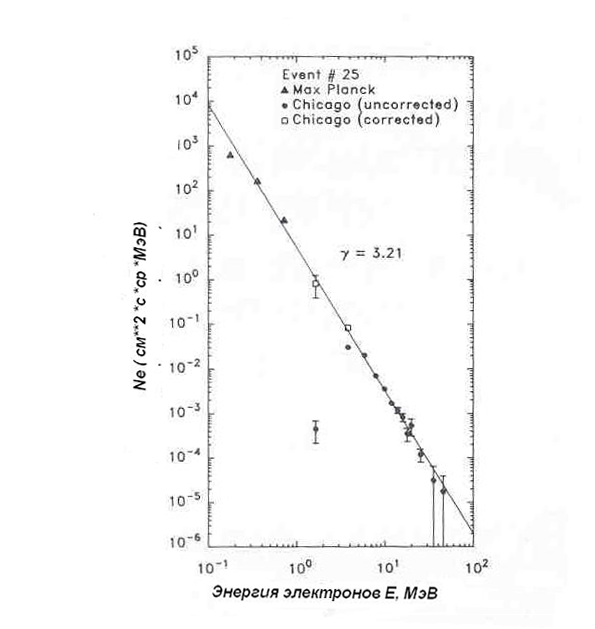 Event # 25
▲ Max Planck
● Chicago (uncorrected)
□ Chicago (corrected)
γ = 3.21
10^5
10^4
10^3
10^2
10^1
10^0
10^-1
10^-2
10^-3
10^-4
10^-5
10^-6
Ne ( см**2 *с *ср *МэВ)
10^-1 10^0 10^1 10^2
Энергия электронов Е, МэВ